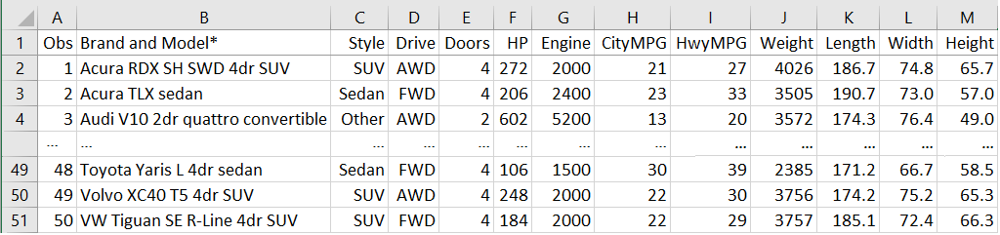 A B C D E F G H I J K L M
1 Obs Brand and Model* Style Drive Doors HP Engine CityMPG HwyMPG Weight Length Width Height
2 1 Acura RDX SH SWD 4dr SUV SUV AWD 4 272 2000 21 27 4026 186.7 74.8 65.7
3 2 Acura TLX sedan Sedan FWD 4 206 2400 23 33 3505 190.7 73.0 57.0
4 3 Audi V10 2dr quattro convertible Other AWD 2 602 5200 13 20 3572 174.3 76.4 49.0
... ... ... ... ... ... ... ... ... ... ... ... ...
49 48 Toyota Yaris L 4dr sedan Sedan FWD 4 106 1500 30 39 2385 171.2 66.7 58.5
50 49 Volvo XC40 T5 4dr SUV SUV AWD 4 248 2000 22 30 3756 174.2 75.2 65.3
51 50 VW Tiguan SE R-Line 4dr SUV SUV FWD 4 184 2000 22 29 3757 185.1 72.4 66.3